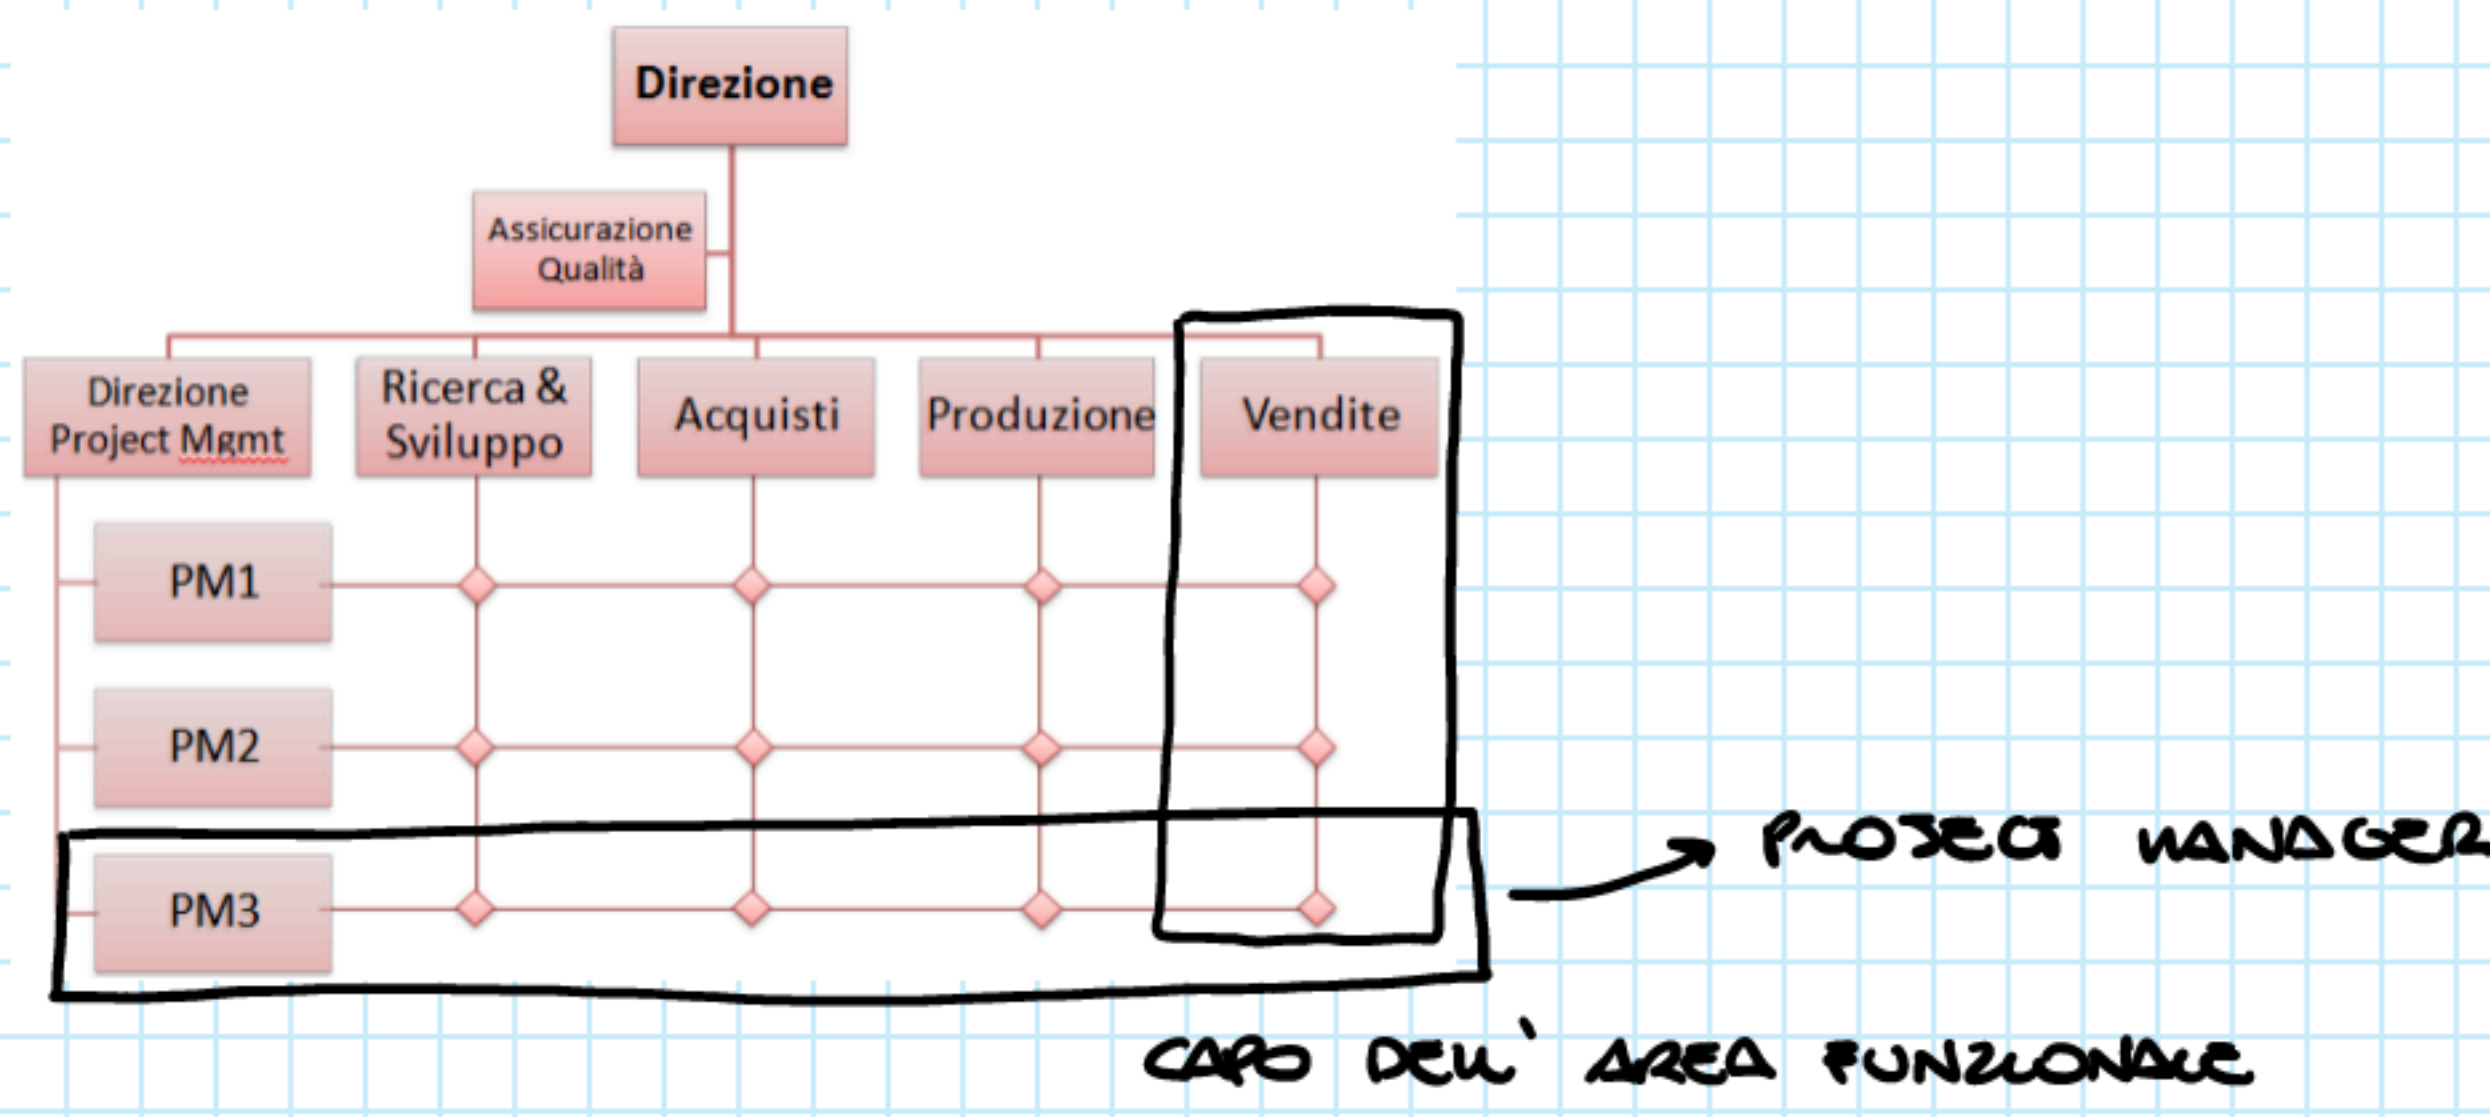 Direzione
Assicurazione
Qualità
Direzione
Project Mgmt
Ricerca &
Sviluppo
Acquisti
Produzione
Vendite
PM1
PM2
PM3
PROJECT MANAGER
CAPO DELL' AREA FUNZIONALE